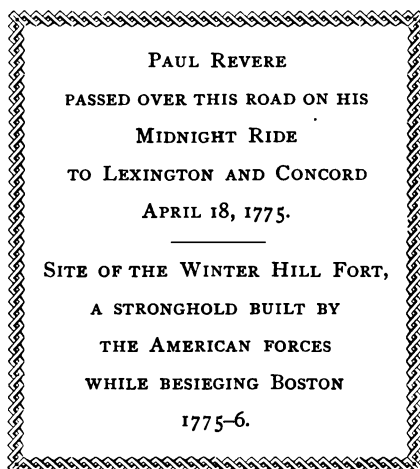 Paul Revere
passed over this road on his
Midnight Ride
to Lexington and Concord
April 18, 1775.
Site of the Winter Hill Fort,
a stronghold built by
the American forces
while besieging Boston
1775–6.